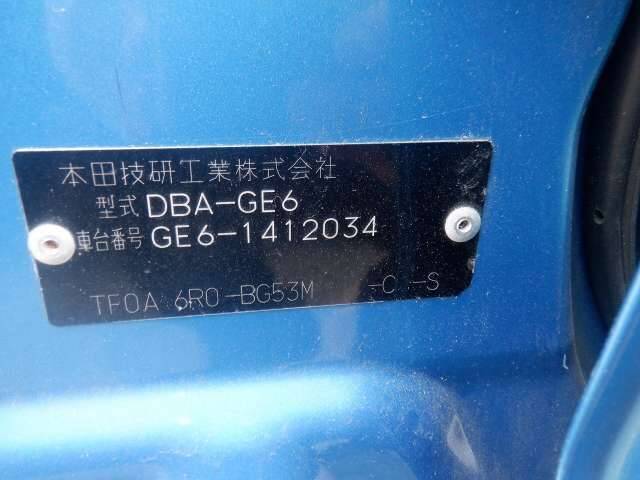 本田技研工業株式会社
型式 DBA-GE6
車台番号 GE6-1412034
TF0A 6R0-BG53M -C -S